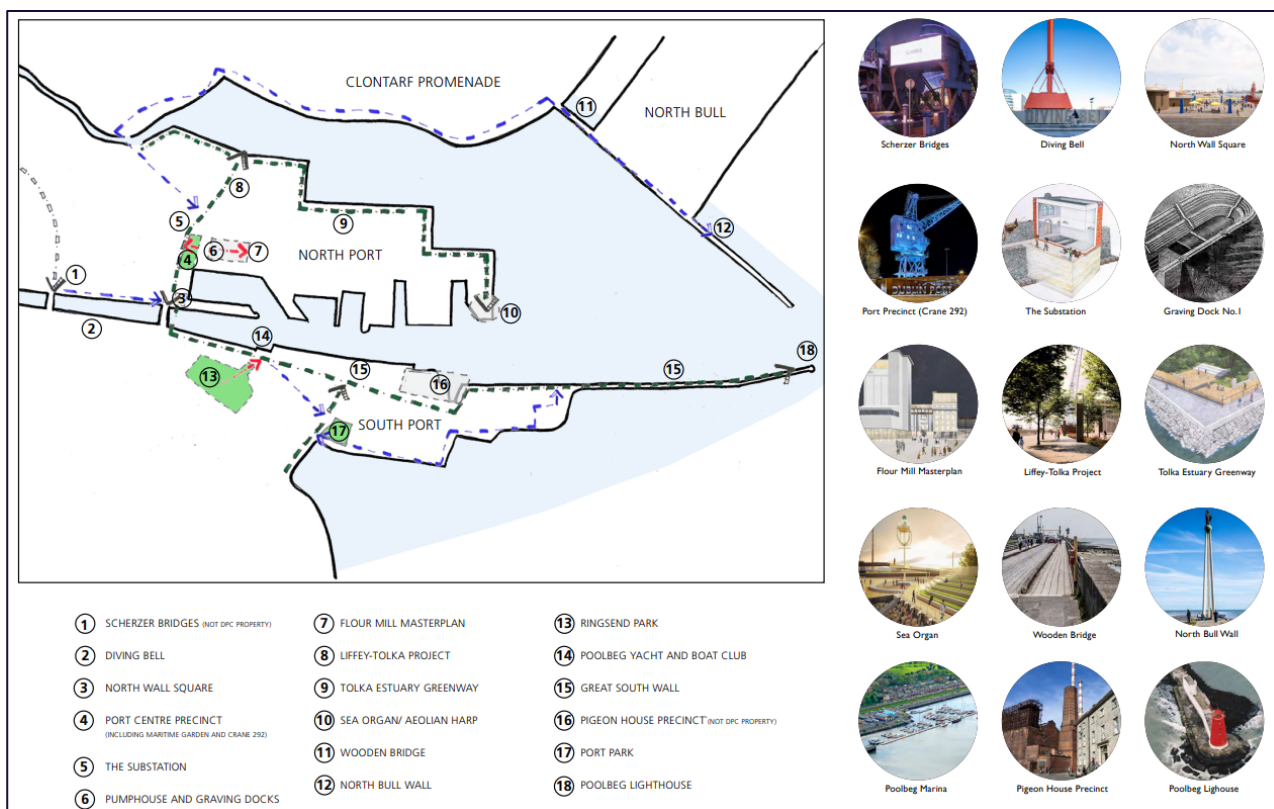 CLONTARF PROMENADE
11
NORTH BULL
8
12
5
9
6
7
NORTH PORT
4
1
3
10
2
14
18
15
15
13
16
17
SOUTH PORT
Scherzer Bridges
DIVING BELL
Diving Bell
North Wall Square
DUBLIN PORT
Port Precinct (Crane 292)
The Substation
Graving Dock No.1
Flour Mill Masterplan
Liffey-Tolka Project
Tolka Estuary Greenway
Sea Organ
Wooden Bridge
North Bull Wall
Poolbeg Marina
Pigeon House Precinct
Poolbeg Lighouse
1 SCHERZER BRIDGES (NOT DPC PROPERTY)
2 DIVING BELL
3 NORTH WALL SQUARE
4 PORT CENTRE PRECINCT
(INCLUDING MARITIME GARDEN AND CRANE 292)
5 THE SUBSTATION
6 PUMPHOUSE AND GRAVING DOCKS
7 FLOUR MILL MASTERPLAN
8 LIFFEY-TOLKA PROJECT
9 TOLKA ESTUARY GREENWAY
10 SEA ORGAN/ AEOLIAN HARP
11 WOODEN BRIDGE
12 NORTH BULL WALL
13 RINGSEND PARK
14 POOLBEG YACHT AND BOAT CLUB
15 GREAT SOUTH WALL
16 PIGEON HOUSE PRECINCT (NOT DPC PROPERTY)
17 PORT PARK
18 POOLBEG LIGHTHOUSE